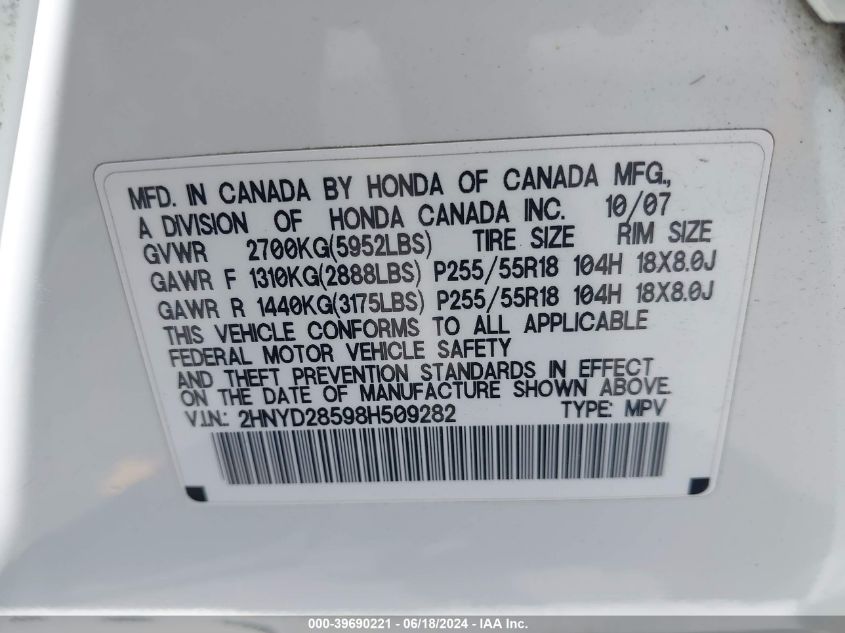 MFD. IN CANADA BY HONDA OF CANADA MFG.,
A DIVISION OF HONDA CANADA INC. 10/07
GVWR 2700KG(5952LBS) TIRE SIZE RIM SIZE
GAWR F 1310KG(2888LBS) P255/55R18 104H 18X8.0J
GAWR R 1440KG(3175LBS) P255/55R18 104H 18X8.0J
THIS VEHICLE CONFORMS TO ALL APPLICABLE
FEDERAL MOTOR VEHICLE SAFETY
AND THEFT PREVENTION STANDARDS IN EFFECT
ON THE DATE OF MANUFACTURE SHOWN ABOVE.
V.I.N.: 2HNYD28598H509282 TYPE: MPV
000-39690221 - 06/18/2024 - IAA Inc.